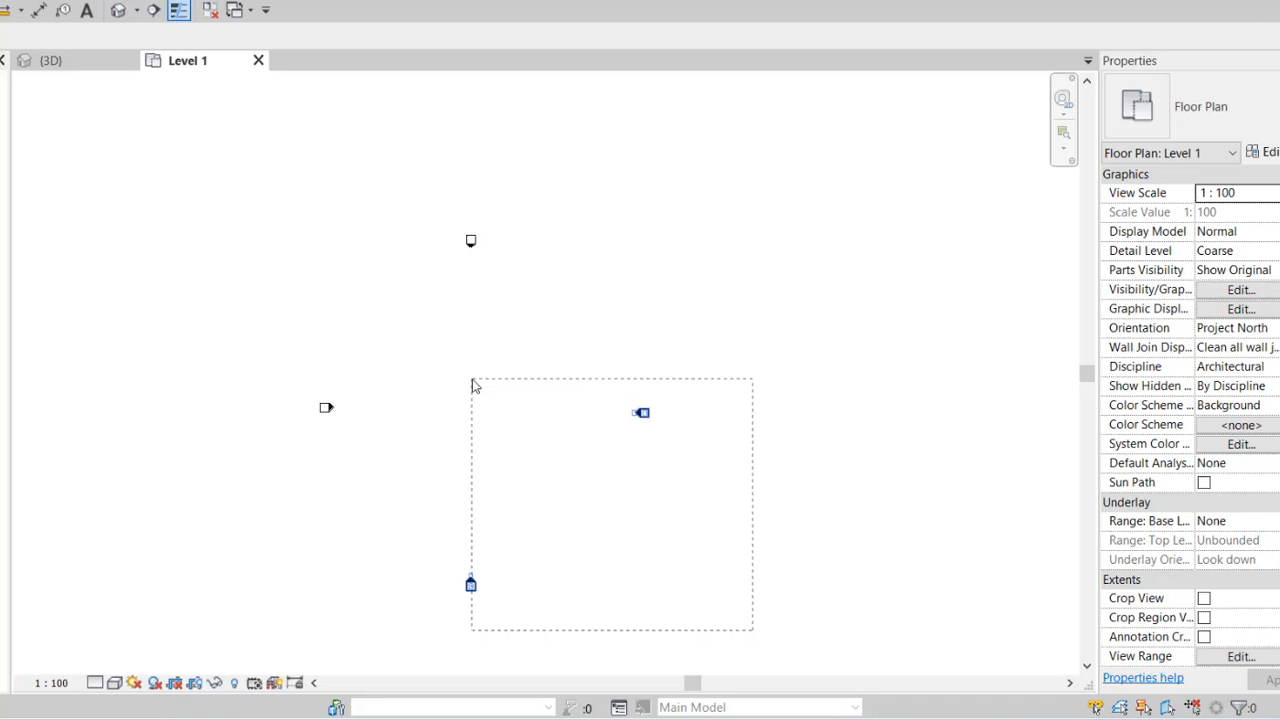 A
{3D}
Level 1
Properties
Floor Plan
Floor Plan: Level 1
Edi
Graphics
View Scale 1 : 100
Scale Value 1: 100
Display Model Normal
Detail Level Coarse
Parts Visibility Show Original
Visibility/Grap... Edit...
Graphic Displ... Edit...
Orientation Project North
Wall Join Disp... Clean all wall j...
Discipline Architectural
Show Hidden ... By Discipline
Color Scheme ... Background
Color Scheme <none>
System Color ... Edit...
Default Analys... None
Sun Path
Underlay
Range: Base L... None
Range: Top Le... Unbounded
Underlay Orie... Look down
Extents
Crop View
Crop Region V...
Annotation Cr...
View Range Edit...
Properties help
Ap
1 : 100
:0
Main Model
:0